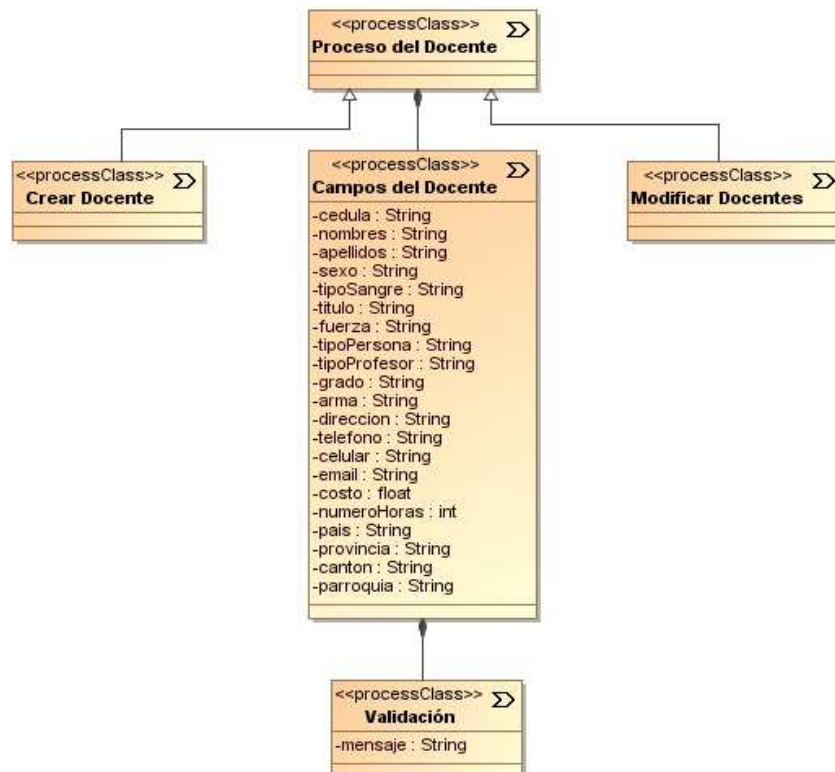 <<processClass>>
Proceso del Docente
<<processClass>>
Crear Docente
<<processClass>>
Campos del Docente
-cedula : String
-nombres : String
-apellidos : String
-sexo : String
-tipoSangre : String
-titulo : String
-fuerza : String
-tipoPersona : String
-tipoProfesor : String
-grado : String
-arma : String
-direccion : String
-telefono : String
-celular : String
-email : String
-costo : float
-numeroHoras : int
-pais : String
-provincia : String
-canton : String
-parroquia : String
<<processClass>>
Modificar Docentes
<<processClass>>
Validación
-mensaje : String